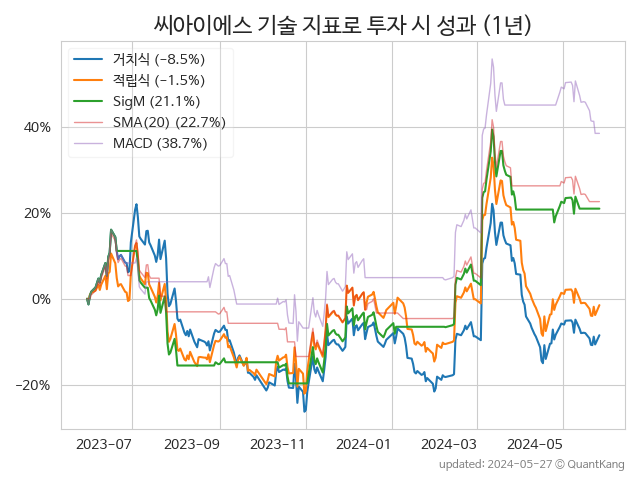 씨아이에스 기술 지표로 투자 시 성과 (1년)
거치식 (−8.5%)
적립식 (−1.5%)
SigM (21.1%)
SMA(20) (22.7%)
MACD (38.7%)
40%
20%
0%
−20%
2023−07
2023−09
2023−11
2024−01
2024−03
2024−05
updated: 2024−05−27 © QuantKang